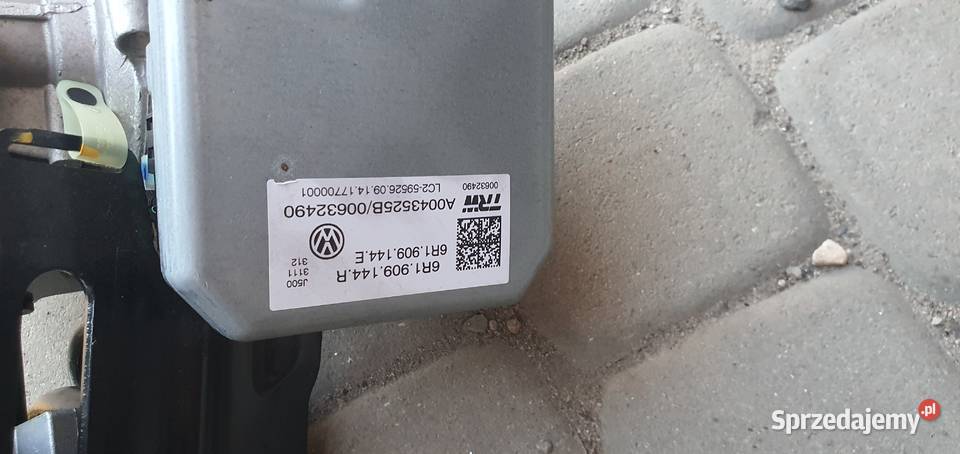 6R1.909.144.R
6R1.909.144.E
J500
3111
312
A0043525B/00632490
TRW
00632490
LC2-59526.09.14.17700001
Sprzedajemy.pl